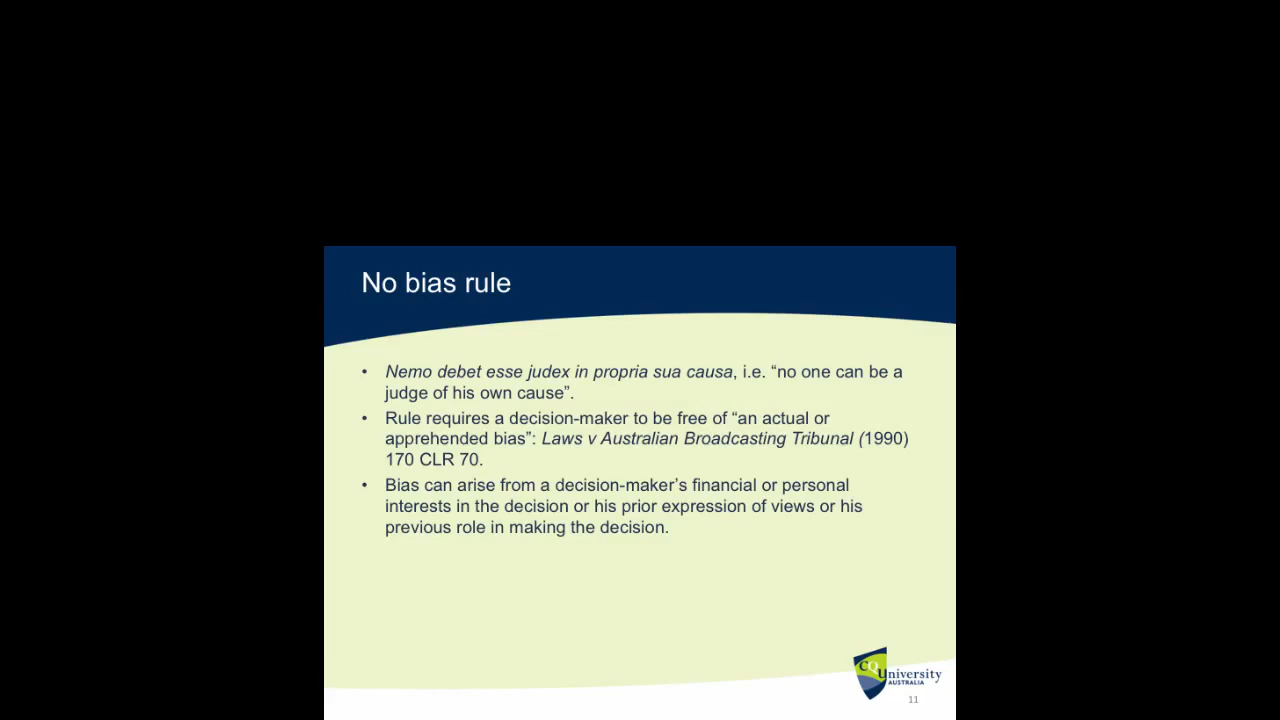 No bias rule
• Nemo debet esse judex in propria sua causa, i.e. “no one can be a
judge of his own cause”.
• Rule requires a decision-maker to be free of “an actual or
apprehended bias”: Laws v Australian Broadcasting Tribunal (1990)
170 CLR 70.
• Bias can arise from a decision-maker’s financial or personal
interests in the decision or his prior expression of views or his
previous role in making the decision.
CQUniversity
AUSTRALIA
11